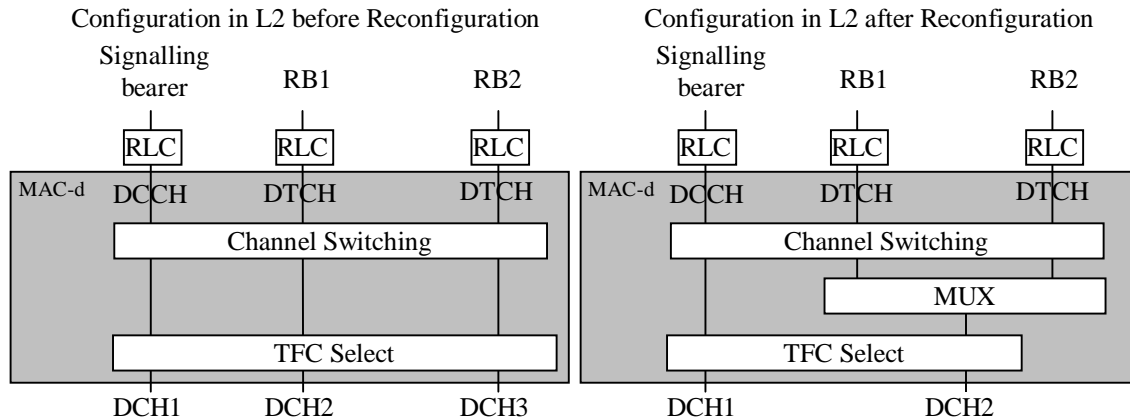 Configuration in L2 before Reconfiguration
Signalling
bearer
RB1
RB2
RLC
RLC
RLC
MAC-d
DCCH
DTCH
DTCH
Channel Switching
TFC Select
DCH1
DCH2
DCH3
Configuration in L2 after Reconfiguration
Signalling
bearer
RB1
RB2
RLC
RLC
RLC
MAC-d
DCCH
DTCH
DTCH
Channel Switching
MUX
TFC Select
DCH1
DCH2